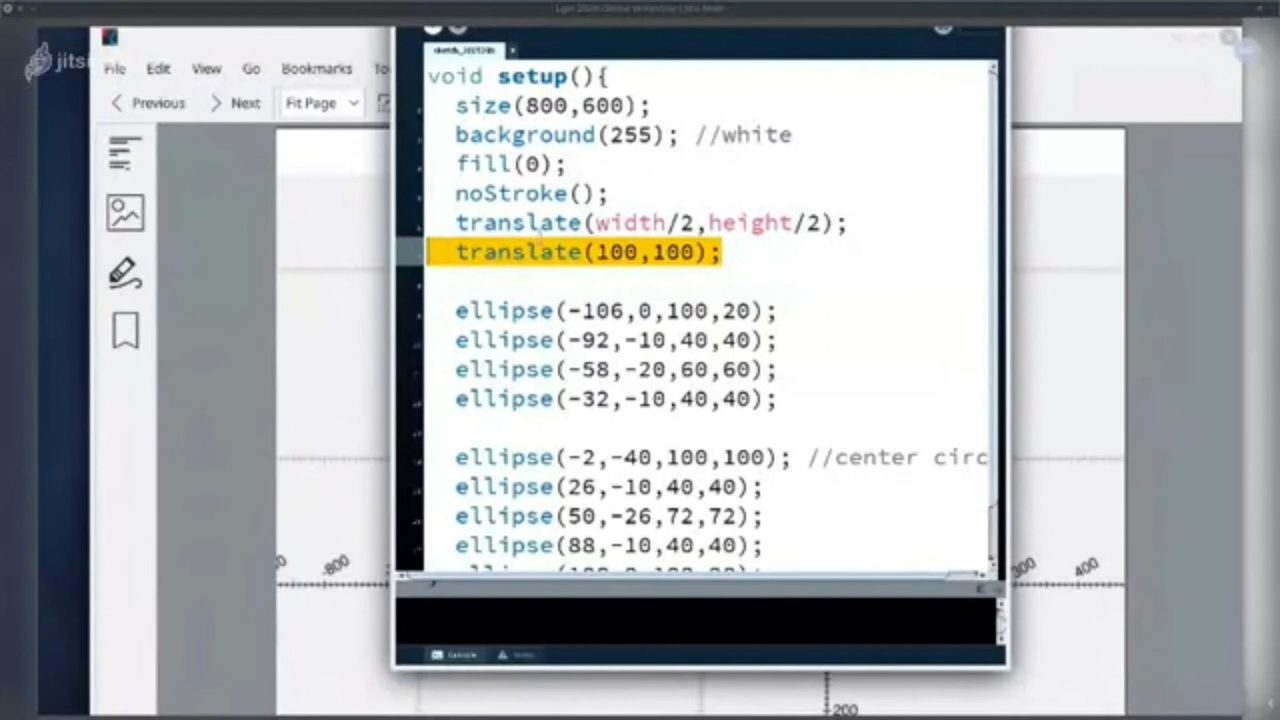 jitsi
File Edit View Go Bookmarks To
Previous Next Fit Page
void setup(){
size(800,600);
background(255); //white
fill(0);
noStroke();
translate(width/2,height/2);
translate(100,100);
ellipse(-106,0,100,20);
ellipse(-92,-10,40,40);
ellipse(-58,-20,60,60);
ellipse(-32,-10,40,40);
ellipse(-2,-40,100,100); //center circ
ellipse(26,-10,40,40);
ellipse(50,-26,72,72);
ellipse(88,-10,40,40);
-800
300 400
Console
200